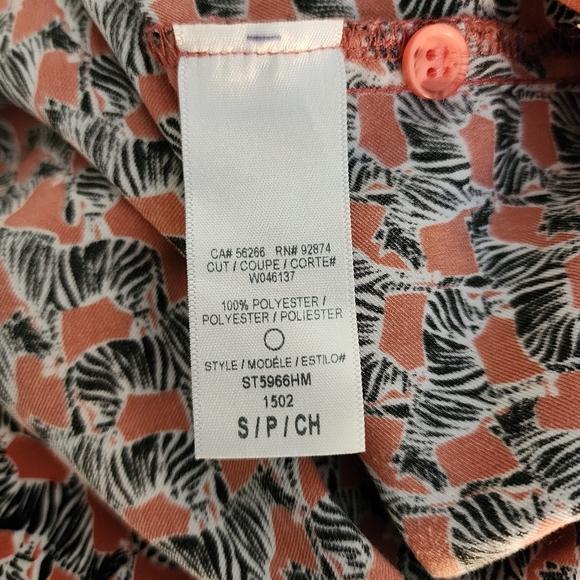 CA# 56266 RN# 92874
CUT / COUPE / CORTE#
W046137
100% POLYESTER /
POLYESTER / POLIESTER
STYLE / MODÈLE / ESTILO#
ST5966HM
1502
S / P / CH